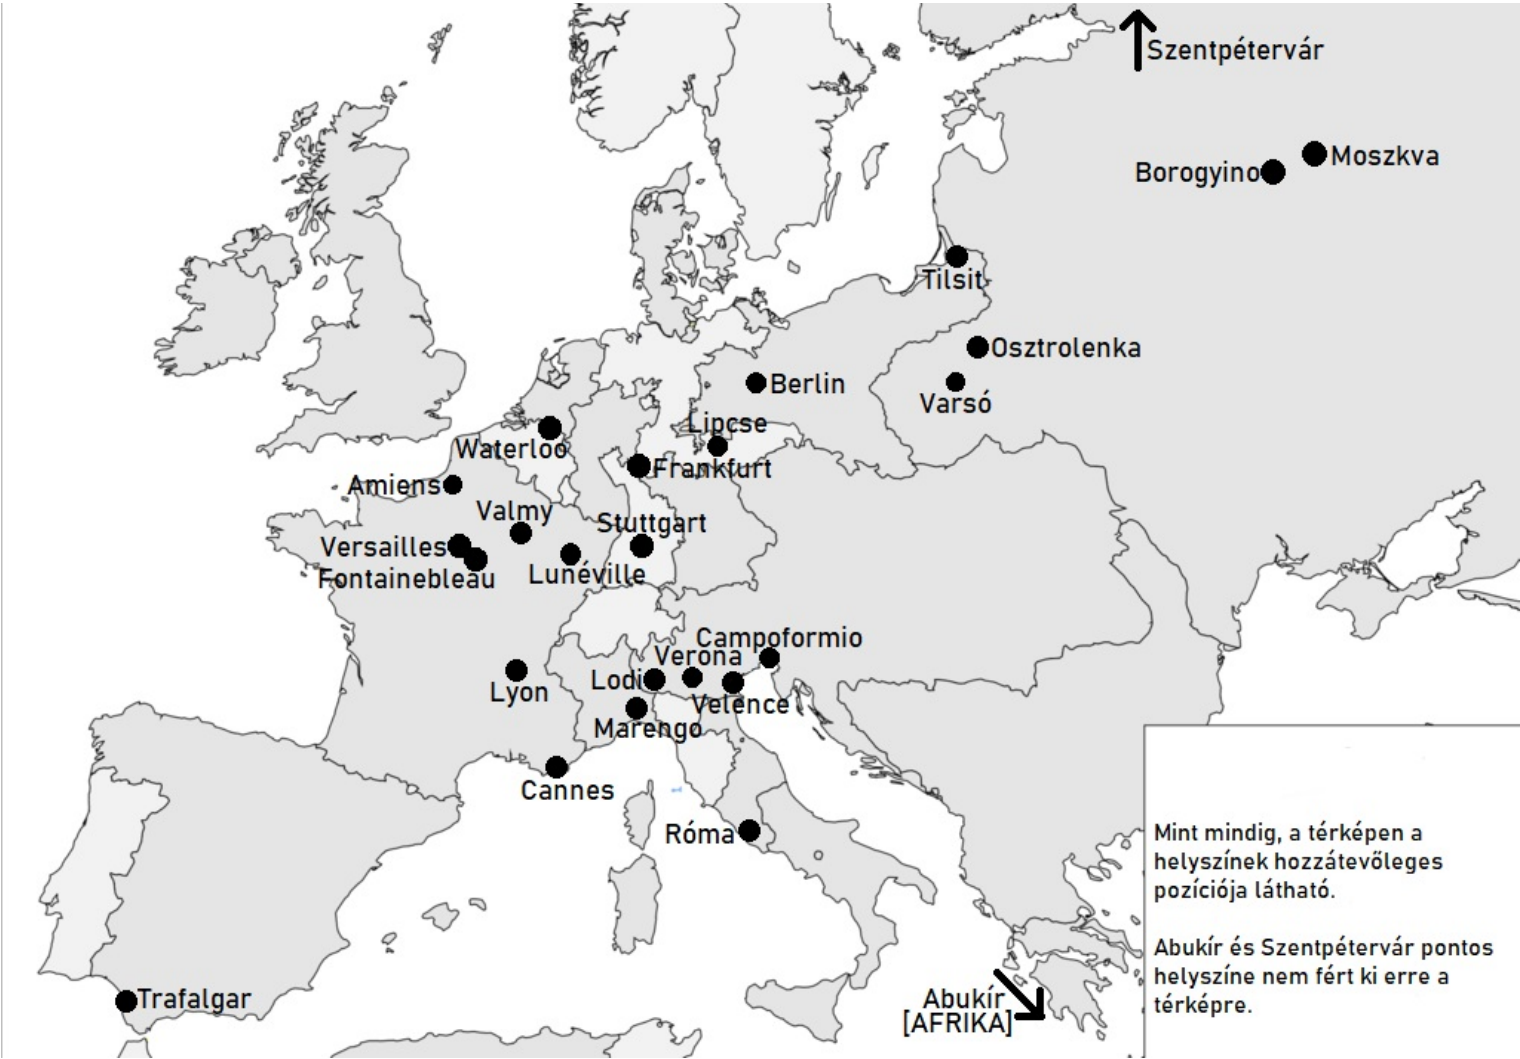 Szentpétervár
Moszkva
Borogyino
Tilsit
Osztrolenka
Berlin
Varsó
Lipcse
Waterloo
Frankfurt
Amiens
Valmy
Stuttgart
Versailles
Fontainebleau
Lunéville
Campoformio
Verona
Lodi
Lyon
Velence
Marengo
Cannes
Róma
Mint mindig, a térképen a
helyszínek hozzátevőleges
pozíciója látható.
Abukír és Szentpétervár pontos
helyszíne nem fért ki erre a
térképre.
Trafalgar
Abukír
[AFRIKA]